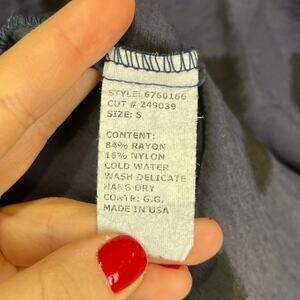 STYLE: 6760166
CUT # 249039
SIZE: S
CONTENT:
84% RAYON
16% NYLON
COLD WATER
WASH DELICATE
HANG DRY
CONTR: G.G.
MADE IN USA